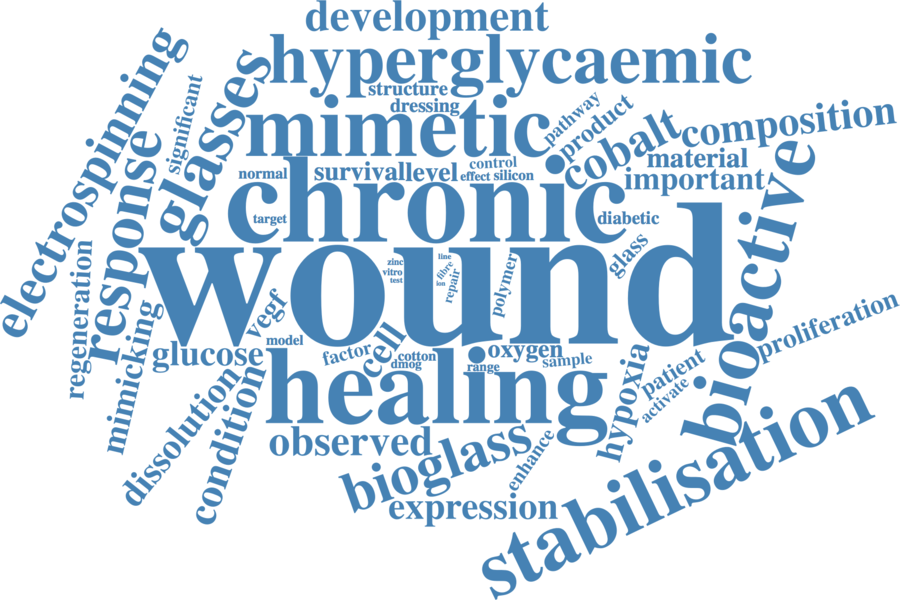 development
hyperglycaemic
structure
dressing
mimetic
pathway
product
cobalt
composition
material
important
electrospinning
significant
glasses
response
normal
survival
level
control
effect
silicon
chronic
target
diabetic
bioactive
wound
zinc
vitro
test
line
fibre
ion
repair
polymer
glass
regeneration
mimicking
glucose
vegf
model
factor
cell
cotton
dmog
range
oxygen
sample
hypoxia
patient
activate
proliferation
healing
dissolution
condition
observed
bioglass
enhance
expression
stabilisation